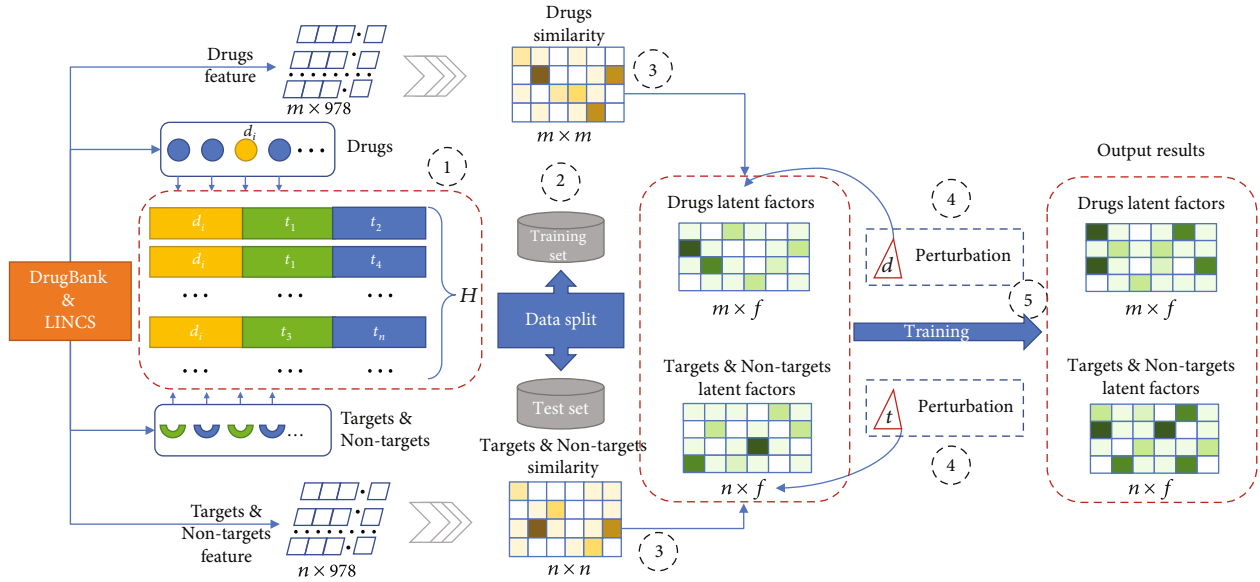 Drugs
feature
m × 978
Drugs
similarity
m × m
3
d_i
Drugs
1
2
d_i t_1 t_2
d_i t_1 t_4
... ... ...
d_i t_3 t_n
... ... ...
H
DrugBank
&
LINCS
Training
set
Data split
Test set
Targets &
Non-targets
Targets & Non-targets
similarity
n × n
3
Targets &
Non-targets
feature
n × 978
Drugs latent factors
m × f
Targets & Non-targets
latent factors
n × f
4
d
Perturbation
Training
5
t
Perturbation
4
Output results
Drugs latent factors
m × f
Targets & Non-targets
latent factors
n × f